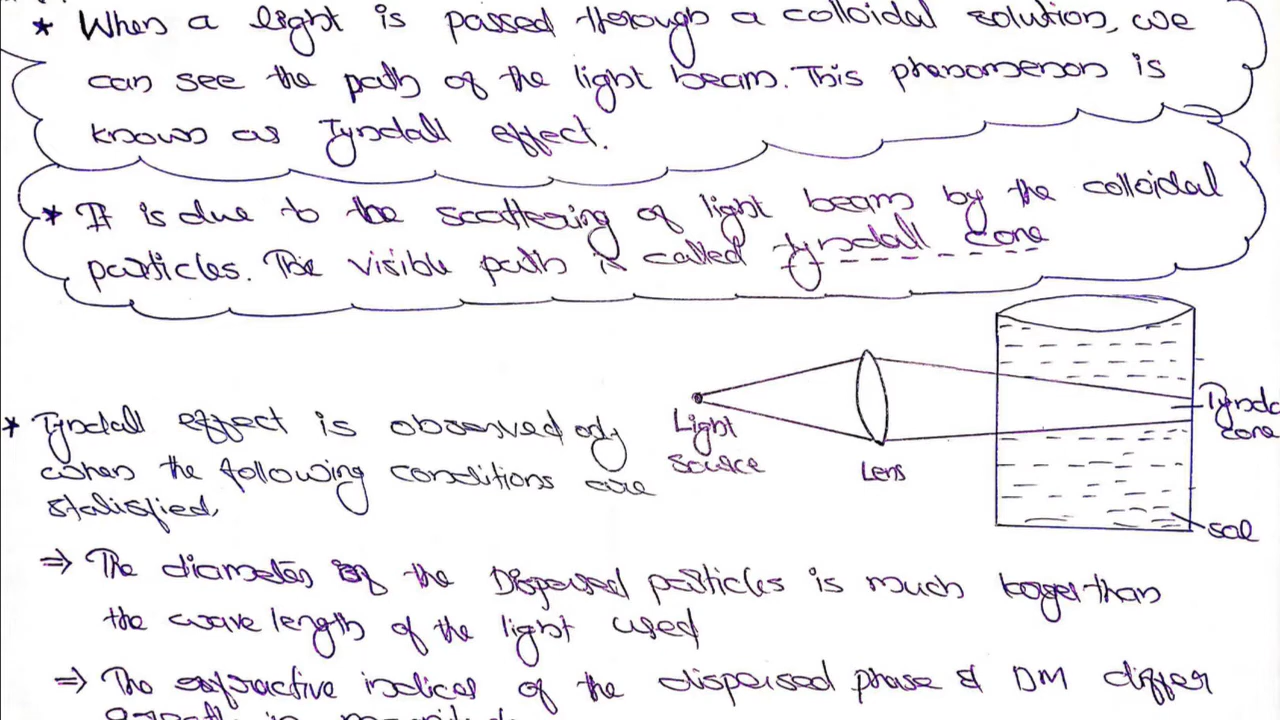 * When a light is passed through a colloidal solution, we
can see the path of the light beam. This phenomenon is
known as Tyndall effect.
* It is due to the scattering of light beam by the colloidal
particles. The visible path is called tyndall cone
* Tyndall effect is observed only
when the following conditions are
statisfied,
Light
source
Lens
Tynda
cone
sol
⇒ The diameter of the Dispersed particles is much
than
the wave length of the light used
⇒ The refractive indices of the dispersed phase & DM differ